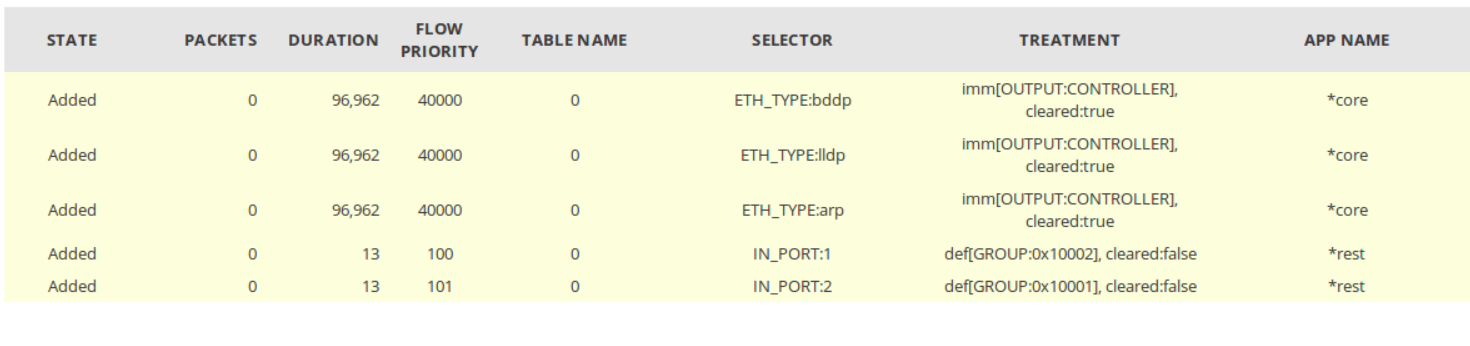 STATE PACKETS DURATION FLOW PRIORITY TABLE NAME SELECTOR TREATMENT APP NAME
Added 0 96,962 40000 0 ETH_TYPE:bddp imm[OUTPUT:CONTROLLER], cleared:true *core
Added 0 96,962 40000 0 ETH_TYPE:lldp imm[OUTPUT:CONTROLLER], cleared:true *core
Added 0 96,962 40000 0 ETH_TYPE:arp imm[OUTPUT:CONTROLLER], cleared:true *core
Added 0 13 100 0 IN_PORT:1 def[GROUP:0x10002], cleared:false *rest
Added 0 13 101 0 IN_PORT:2 def[GROUP:0x10001], cleared:false *rest